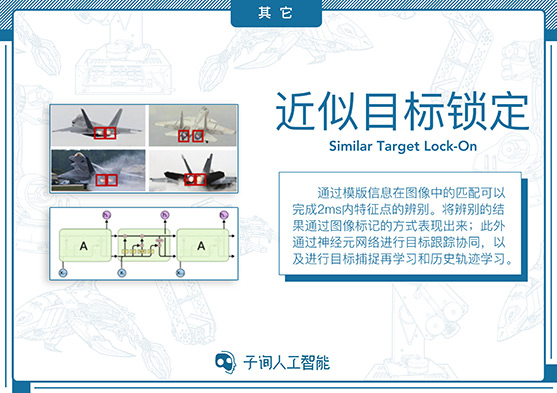 其它
近似目标锁定
Similar Target Lock-On
通过模版信息在图像中的匹配可以
完成2ms内特征点的辨别。将辨别的结
果通过图像标记的方式表现出来；此外
通过神经元网络进行目标跟踪协同，以
及进行目标捕捉再学习和历史轨迹学习。
A
A
子询人工智能